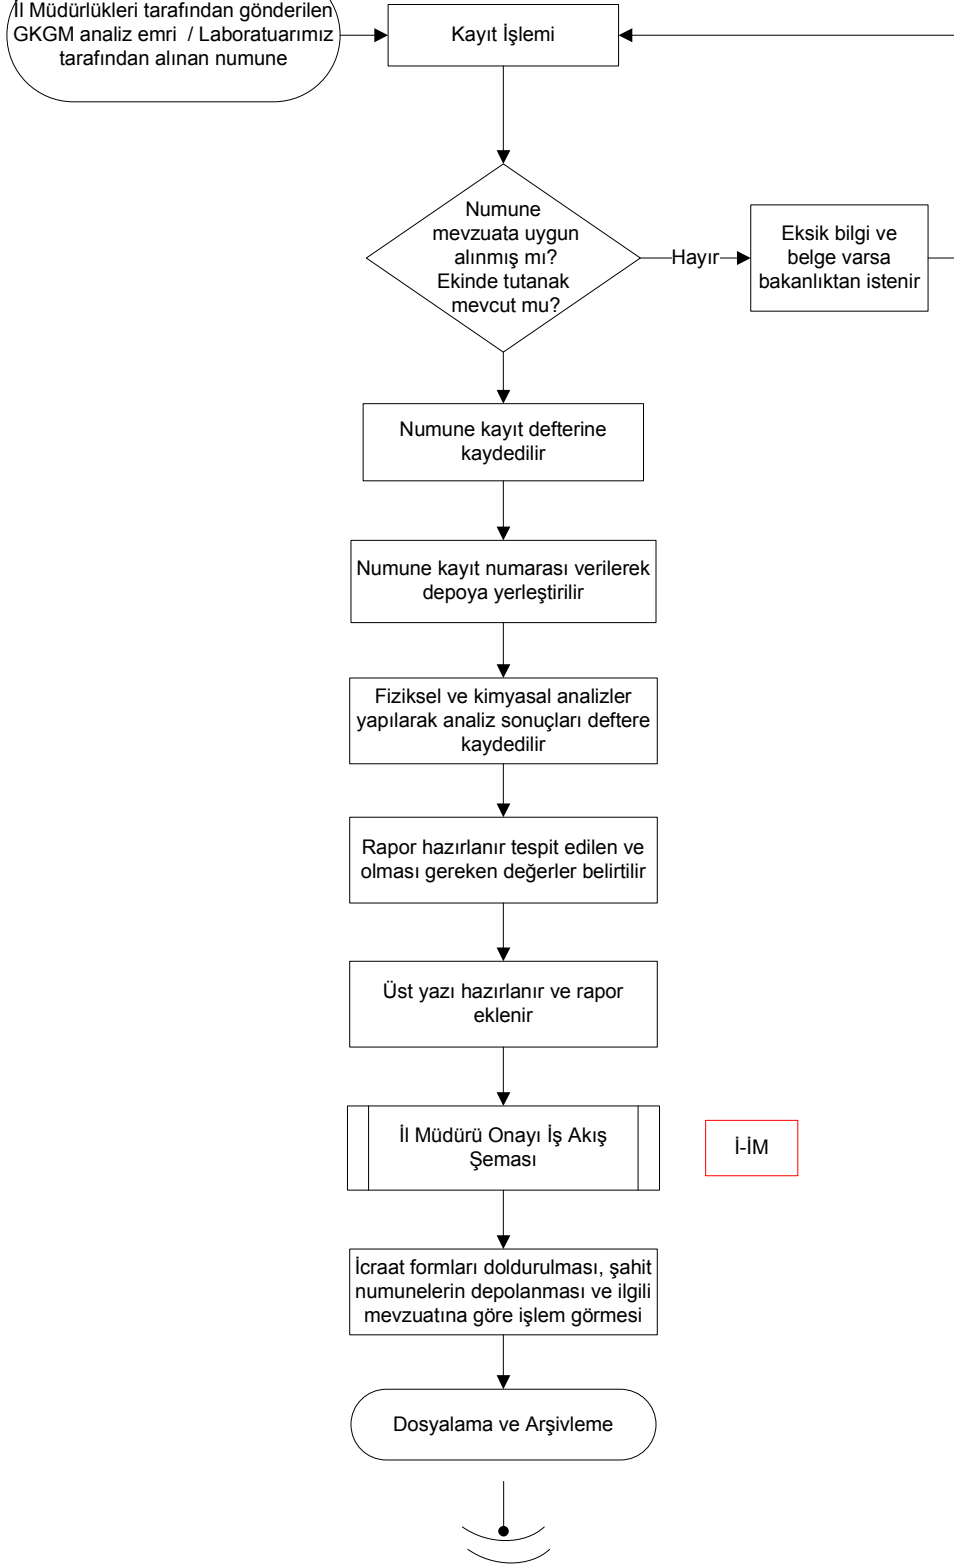 İl Müdürlükleri tarafından gönderilen
GKGM analiz emri / Laboratuarımız
tarafından alınan numune
Kayıt İşlemi
Numune
mevzuata uygun
alınmış mı?
Ekinde tutanak
mevcut mu?
Hayır
Eksik bilgi ve
belge varsa
bakanlıktan istenir
Numune kayıt defterine
kaydedilir
Numune kayıt numarası verilerek
depoya yerleştirilir
Fiziksel ve kimyasal analizler
yapılarak analiz sonuçları deftere
kaydedilir
Rapor hazırlanır tespit edilen ve
olması gereken değerler belirtilir
Üst yazı hazırlanır ve rapor
eklenir
İl Müdürü Onayı İş Akış
Şeması
İ-İM
İcraat formları doldurulması, şahit
numunelerin depolanması ve ilgili
mevzuatına göre işlem görmesi
Dosyalama ve Arşivleme